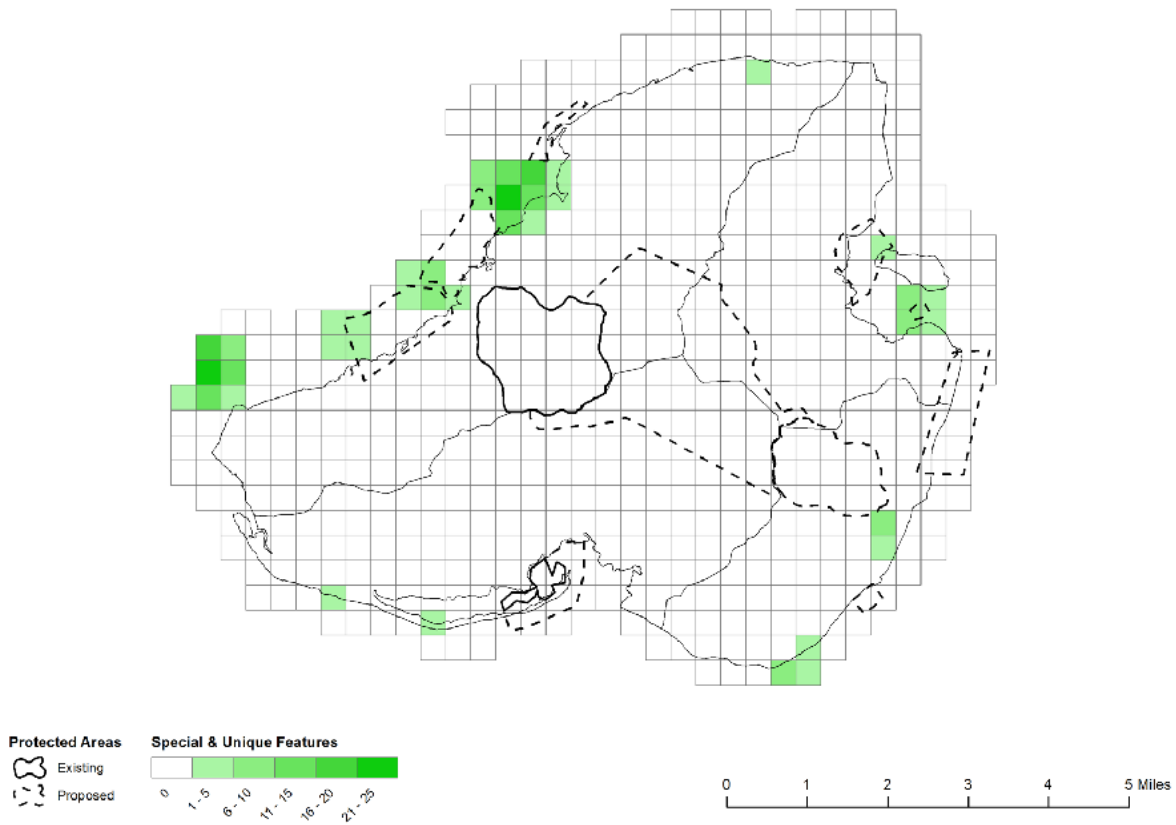 Protected Areas
Existing
Proposed
Special & Unique Features
0
1 - 5
6 - 10
11 - 15
16 - 20
21 - 25
0 1 2 3 4 5 Miles